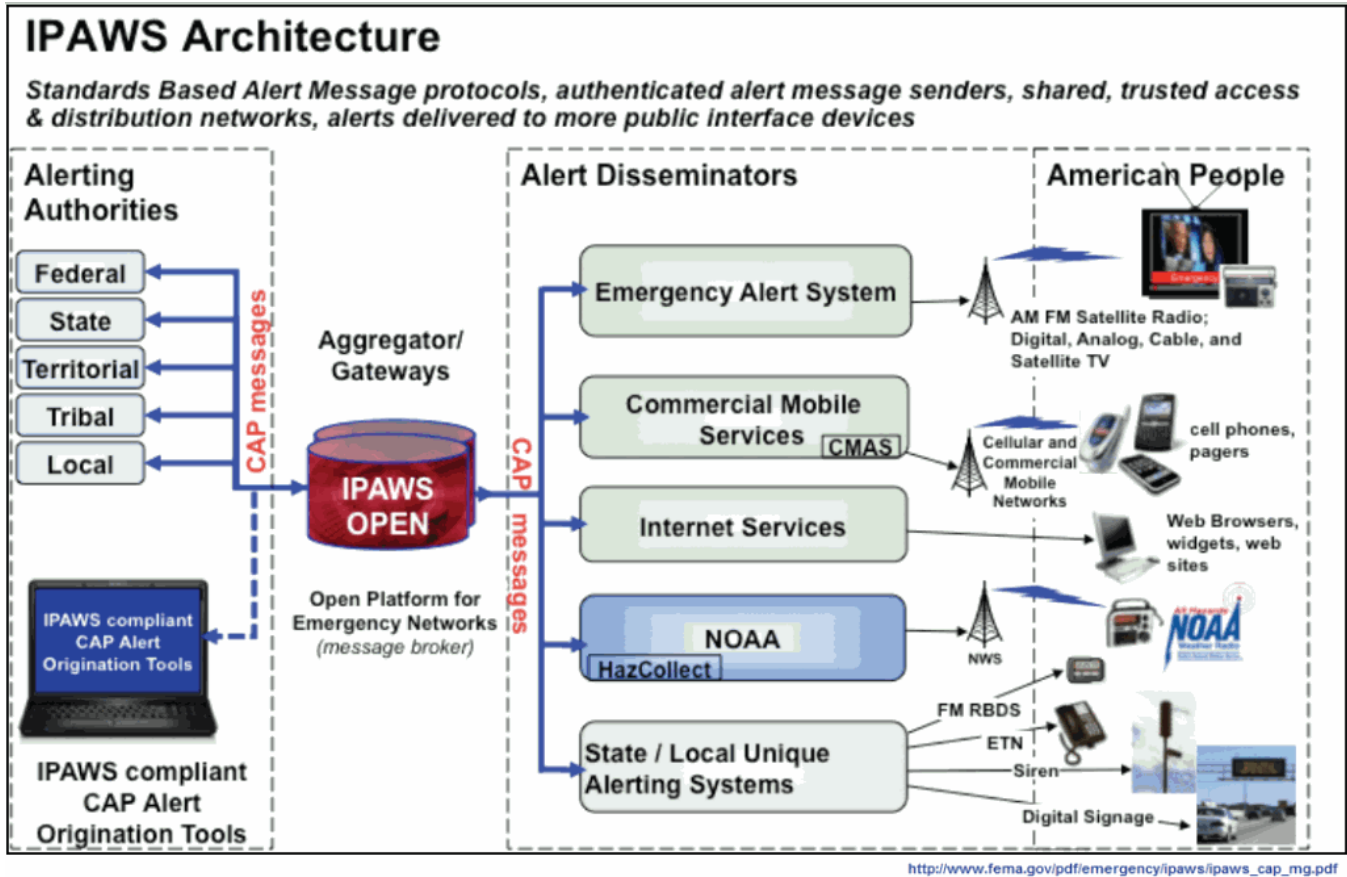 IPAWS Architecture
Standards Based Alert Message protocols, authenticated alert message senders, shared, trusted access
& distribution networks, alerts delivered to more public interface devices
Alerting
Authorities
Federal
State
Territorial
Tribal
Local
CAP messages
IPAWS compliant
CAP Alert
Origination Tools
IPAWS compliant
CAP Alert
Origination Tools
Aggregator/
Gateways
IPAWS
OPEN
Open Platform for
Emergency Networks
(message broker)
CAP messages
Alert Disseminators
Emergency Alert System
Commercial Mobile
Services
CMAS
Internet Services
NOAA
HazCollect
State / Local Unique
Alerting Systems
American People
Emergency
AM FM Satellite Radio;
Digital, Analog, Cable, and
Satellite TV
Cellular and
Commercial
Mobile
Networks
cell phones,
pagers
Web Browsers,
widgets, web
sites
NWS
All Hazards
NOAA
Weather Radio
FM RBDS
ETN
Siren
Digital Signage
http://www.fema.gov/pdf/emergency/ipaws/ipaws_cap_mg.pdf